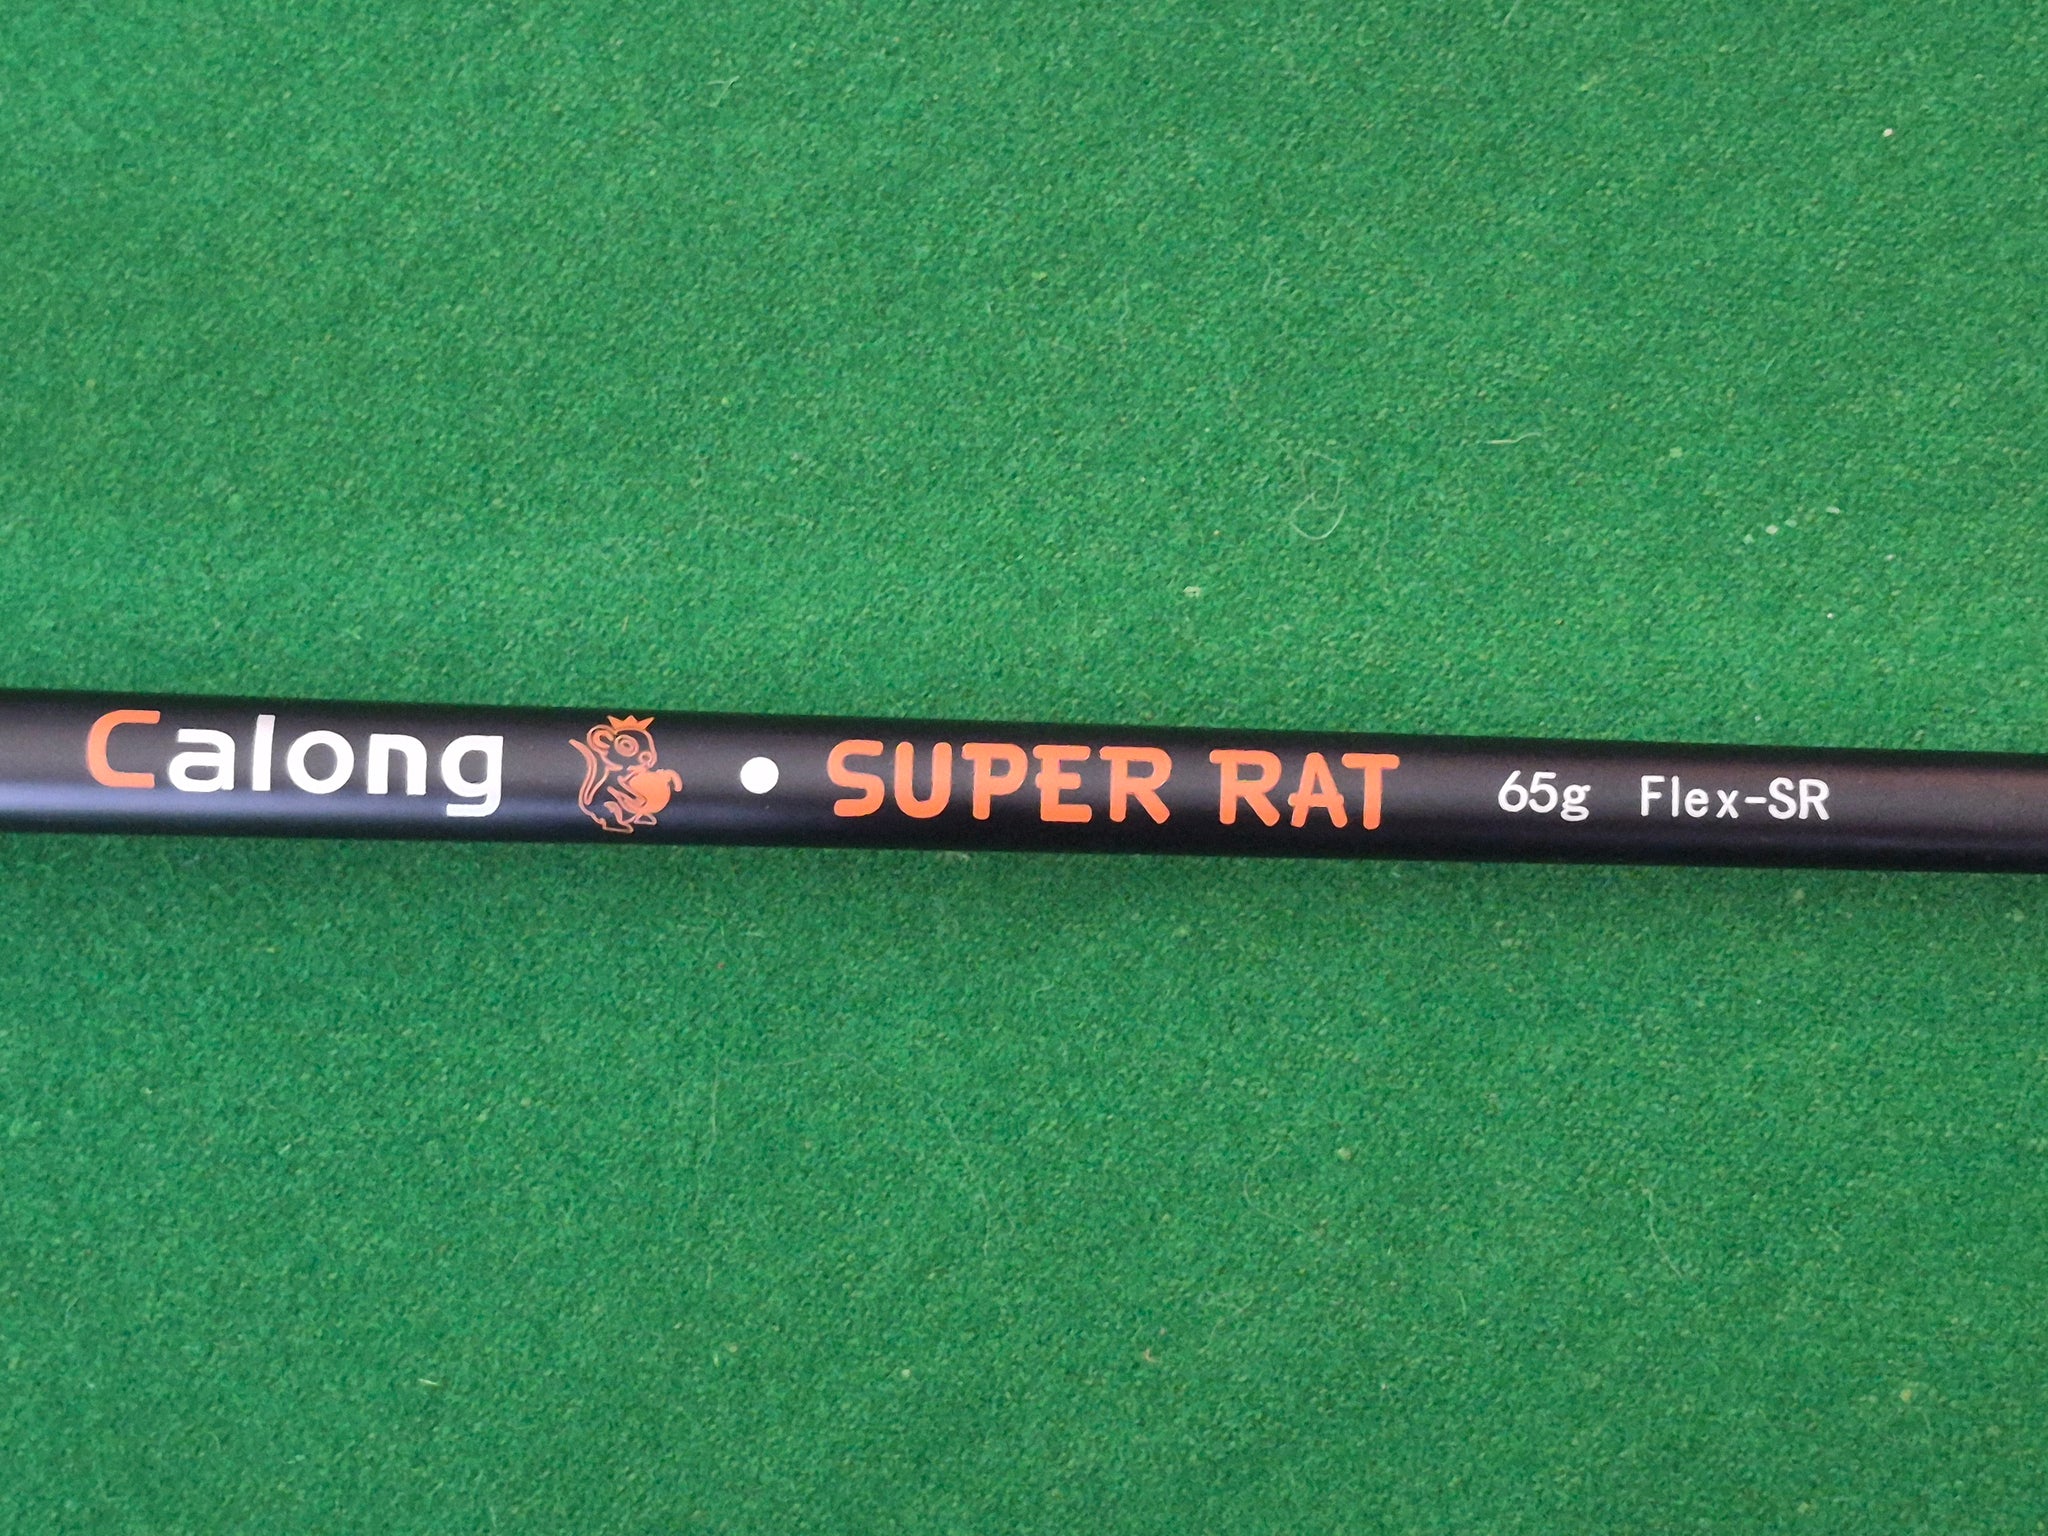 Calong • SUPER RAT 65g Flex-SR